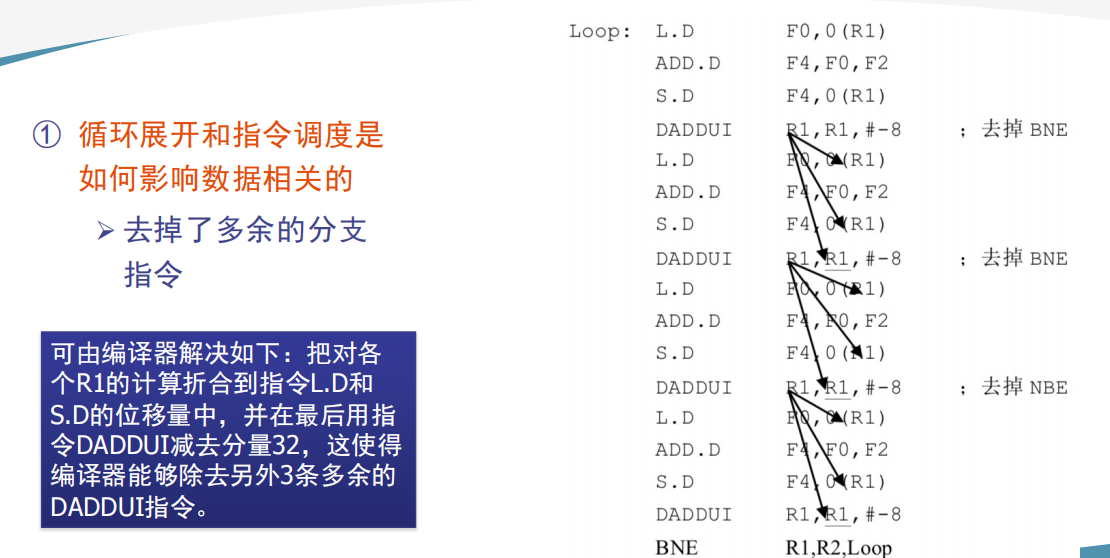 ① 循环展开和指令调度是
如何影响数据相关的
➢ 去掉了多余的分支
指令
可由编译器解决如下：把对各
个R1的计算折合到指令L.D和
S.D的位移量中，并在最后用指
令DADDUI减去分量32，这使得
编译器能够除去另外3条多余的
DADDUI指令。
Loop: L.D F0,0(R1)
ADD.D F4,F0,F2
S.D F4,0(R1)
DADDUI R1,R1,#-8 ；去掉 BNE
L.D F0,0(R1)
ADD.D F4,F0,F2
S.D F4,0(R1)
DADDUI R1,R1,#-8 ；去掉 BNE
L.D F0,0(R1)
ADD.D F4,F0,F2
S.D F4,0(R1)
DADDUI R1,R1,#-8 ；去掉 NBE
L.D F0,0(R1)
ADD.D F4,F0,F2
S.D F4,0(R1)
DADDUI R1,R1,#-8
BNE R1,R2,Loop